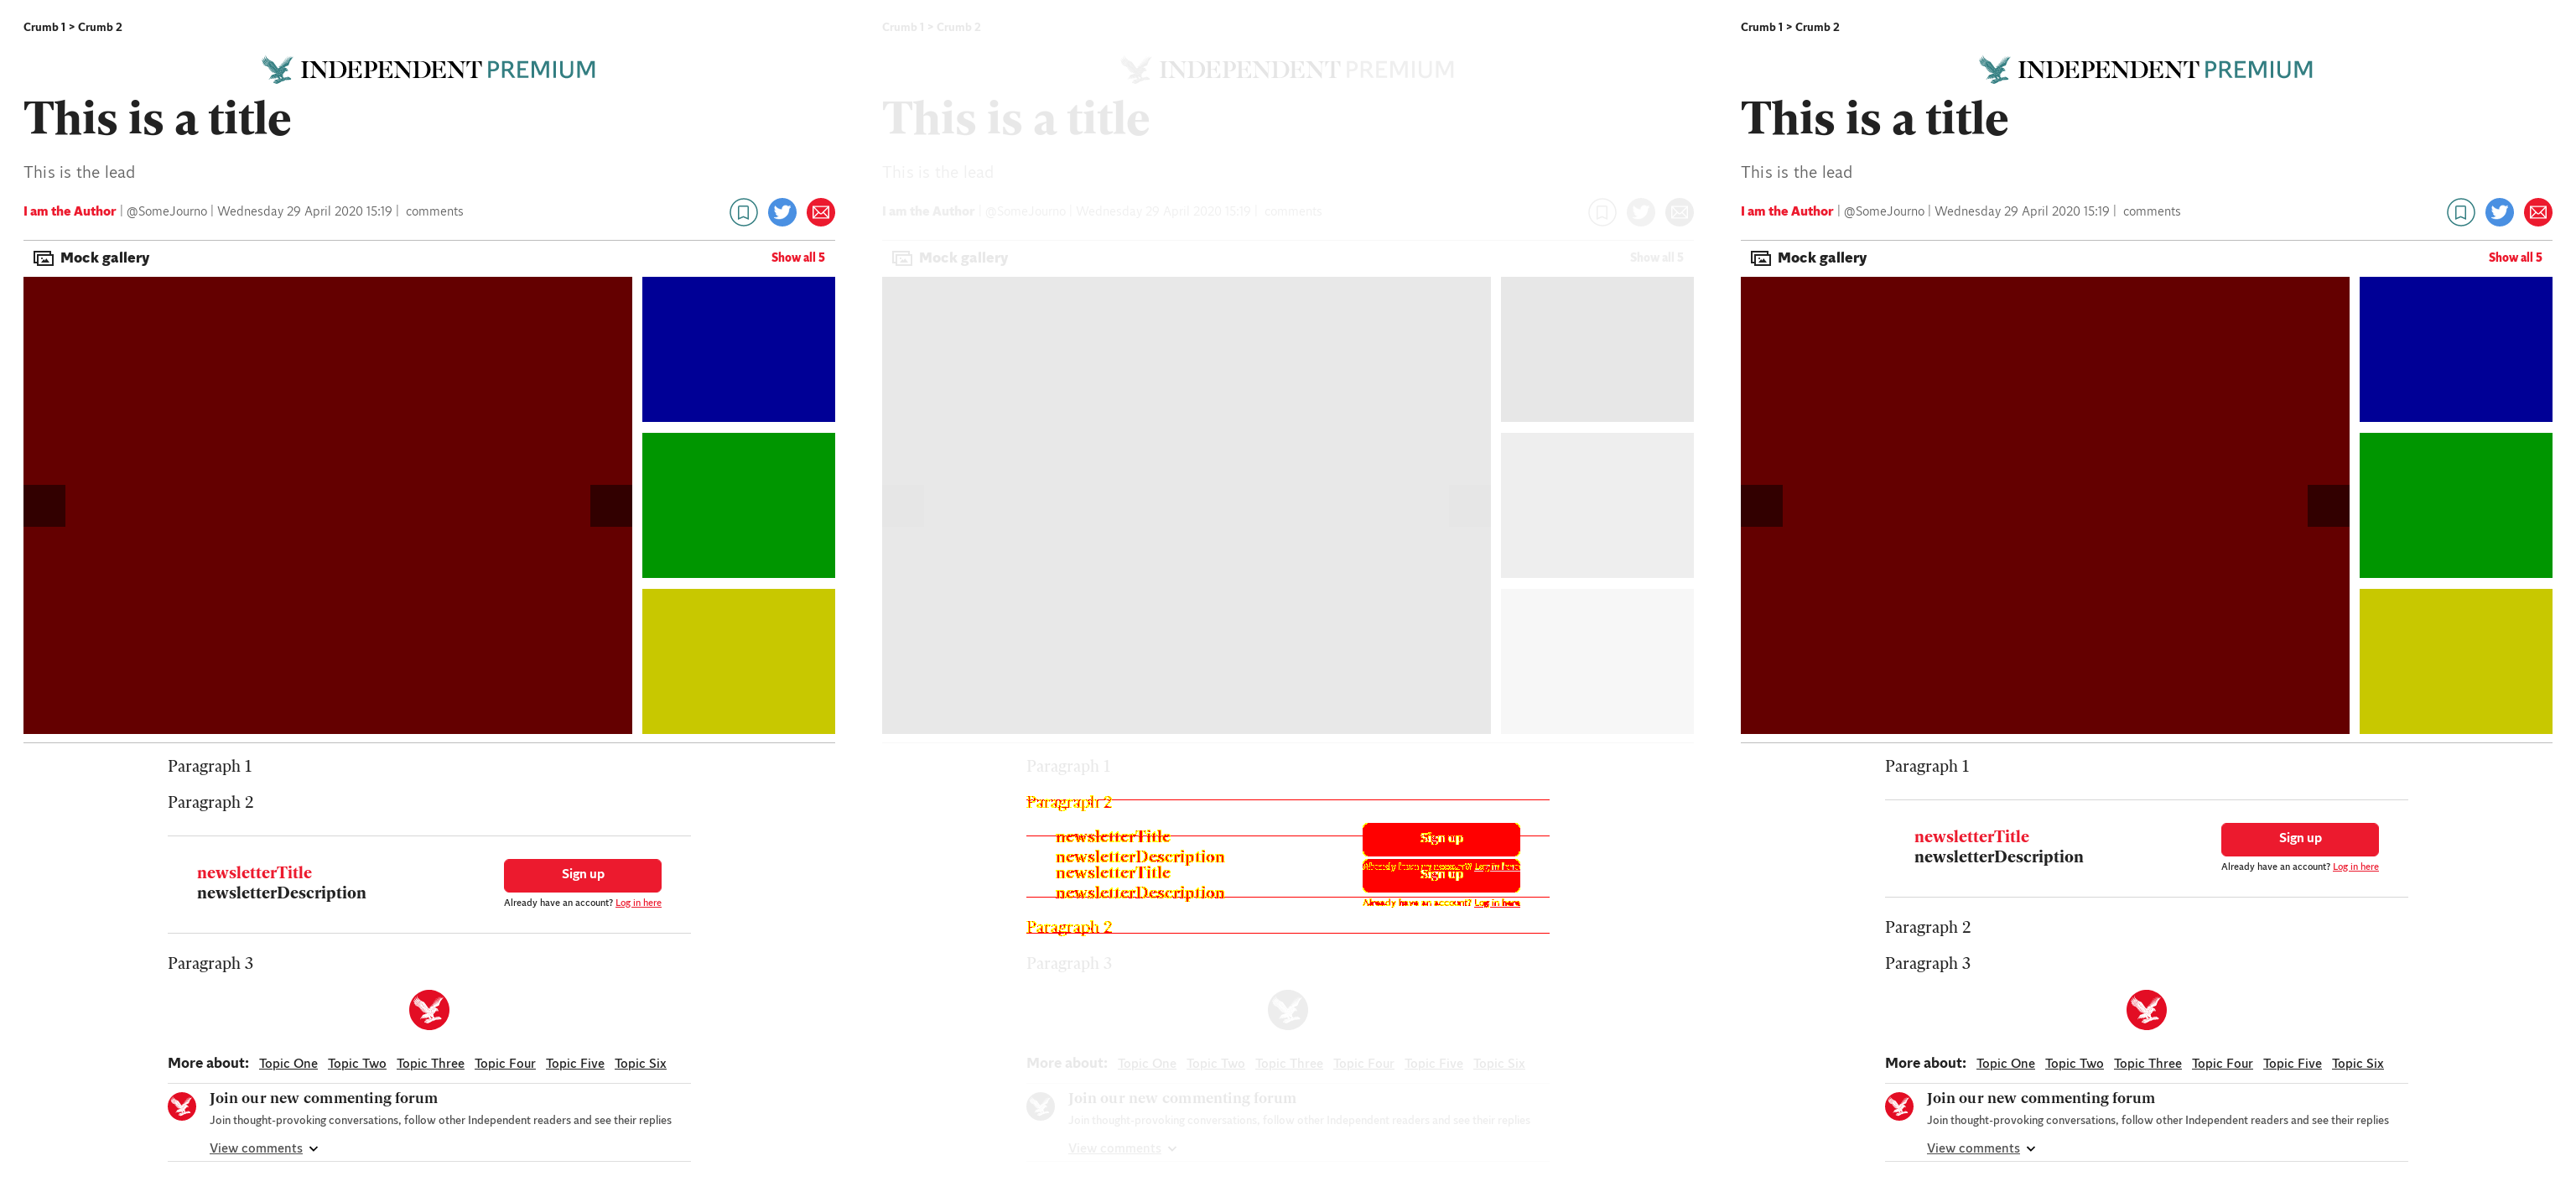 Crumb 1 > Crumb 2
INDEPENDENT PREMIUM
This is a title
This is the lead
I am the Author | @SomeJourno | Wednesday 29 April 2020 15:19 | comments
Mock gallery
Show all 5
Paragraph 1
Paragraph 2
newsletterTitle
newsletterDescription
Sign up
Already have an account? Log in here
Paragraph 3
More about: Topic One Topic Two Topic Three Topic Four Topic Five Topic Six
Join our new commenting forum
Join thought-provoking conversations, follow other Independent readers and see their replies
View comments
Crumb 1 > Crumb 2
INDEPENDENT PREMIUM
This is a title
This is the lead
I am the Author | @SomeJourno | Wednesday 29 April 2020 15:19 | comments
Mock gallery
Show all 5
Paragraph 1
Paragraph 2
newsletterTitle
newsletterDescription
Sign up
Already have an account? Log in here
newsletterTitle
newsletterDescription
Sign up
Already have an account? Log in here
Paragraph 2
Paragraph 3
More about: Topic One Topic Two Topic Three Topic Four Topic Five Topic Six
Join our new commenting forum
Join thought-provoking conversations, follow other Independent readers and see their replies
View comments
Crumb 1 > Crumb 2
INDEPENDENT PREMIUM
This is a title
This is the lead
I am the Author | @SomeJourno | Wednesday 29 April 2020 15:19 | comments
Mock gallery
Show all 5
Paragraph 1
newsletterTitle
newsletterDescription
Sign up
Already have an account? Log in here
Paragraph 2
Paragraph 3
More about: Topic One Topic Two Topic Three Topic Four Topic Five Topic Six
Join our new commenting forum
Join thought-provoking conversations, follow other Independent readers and see their replies
View comments